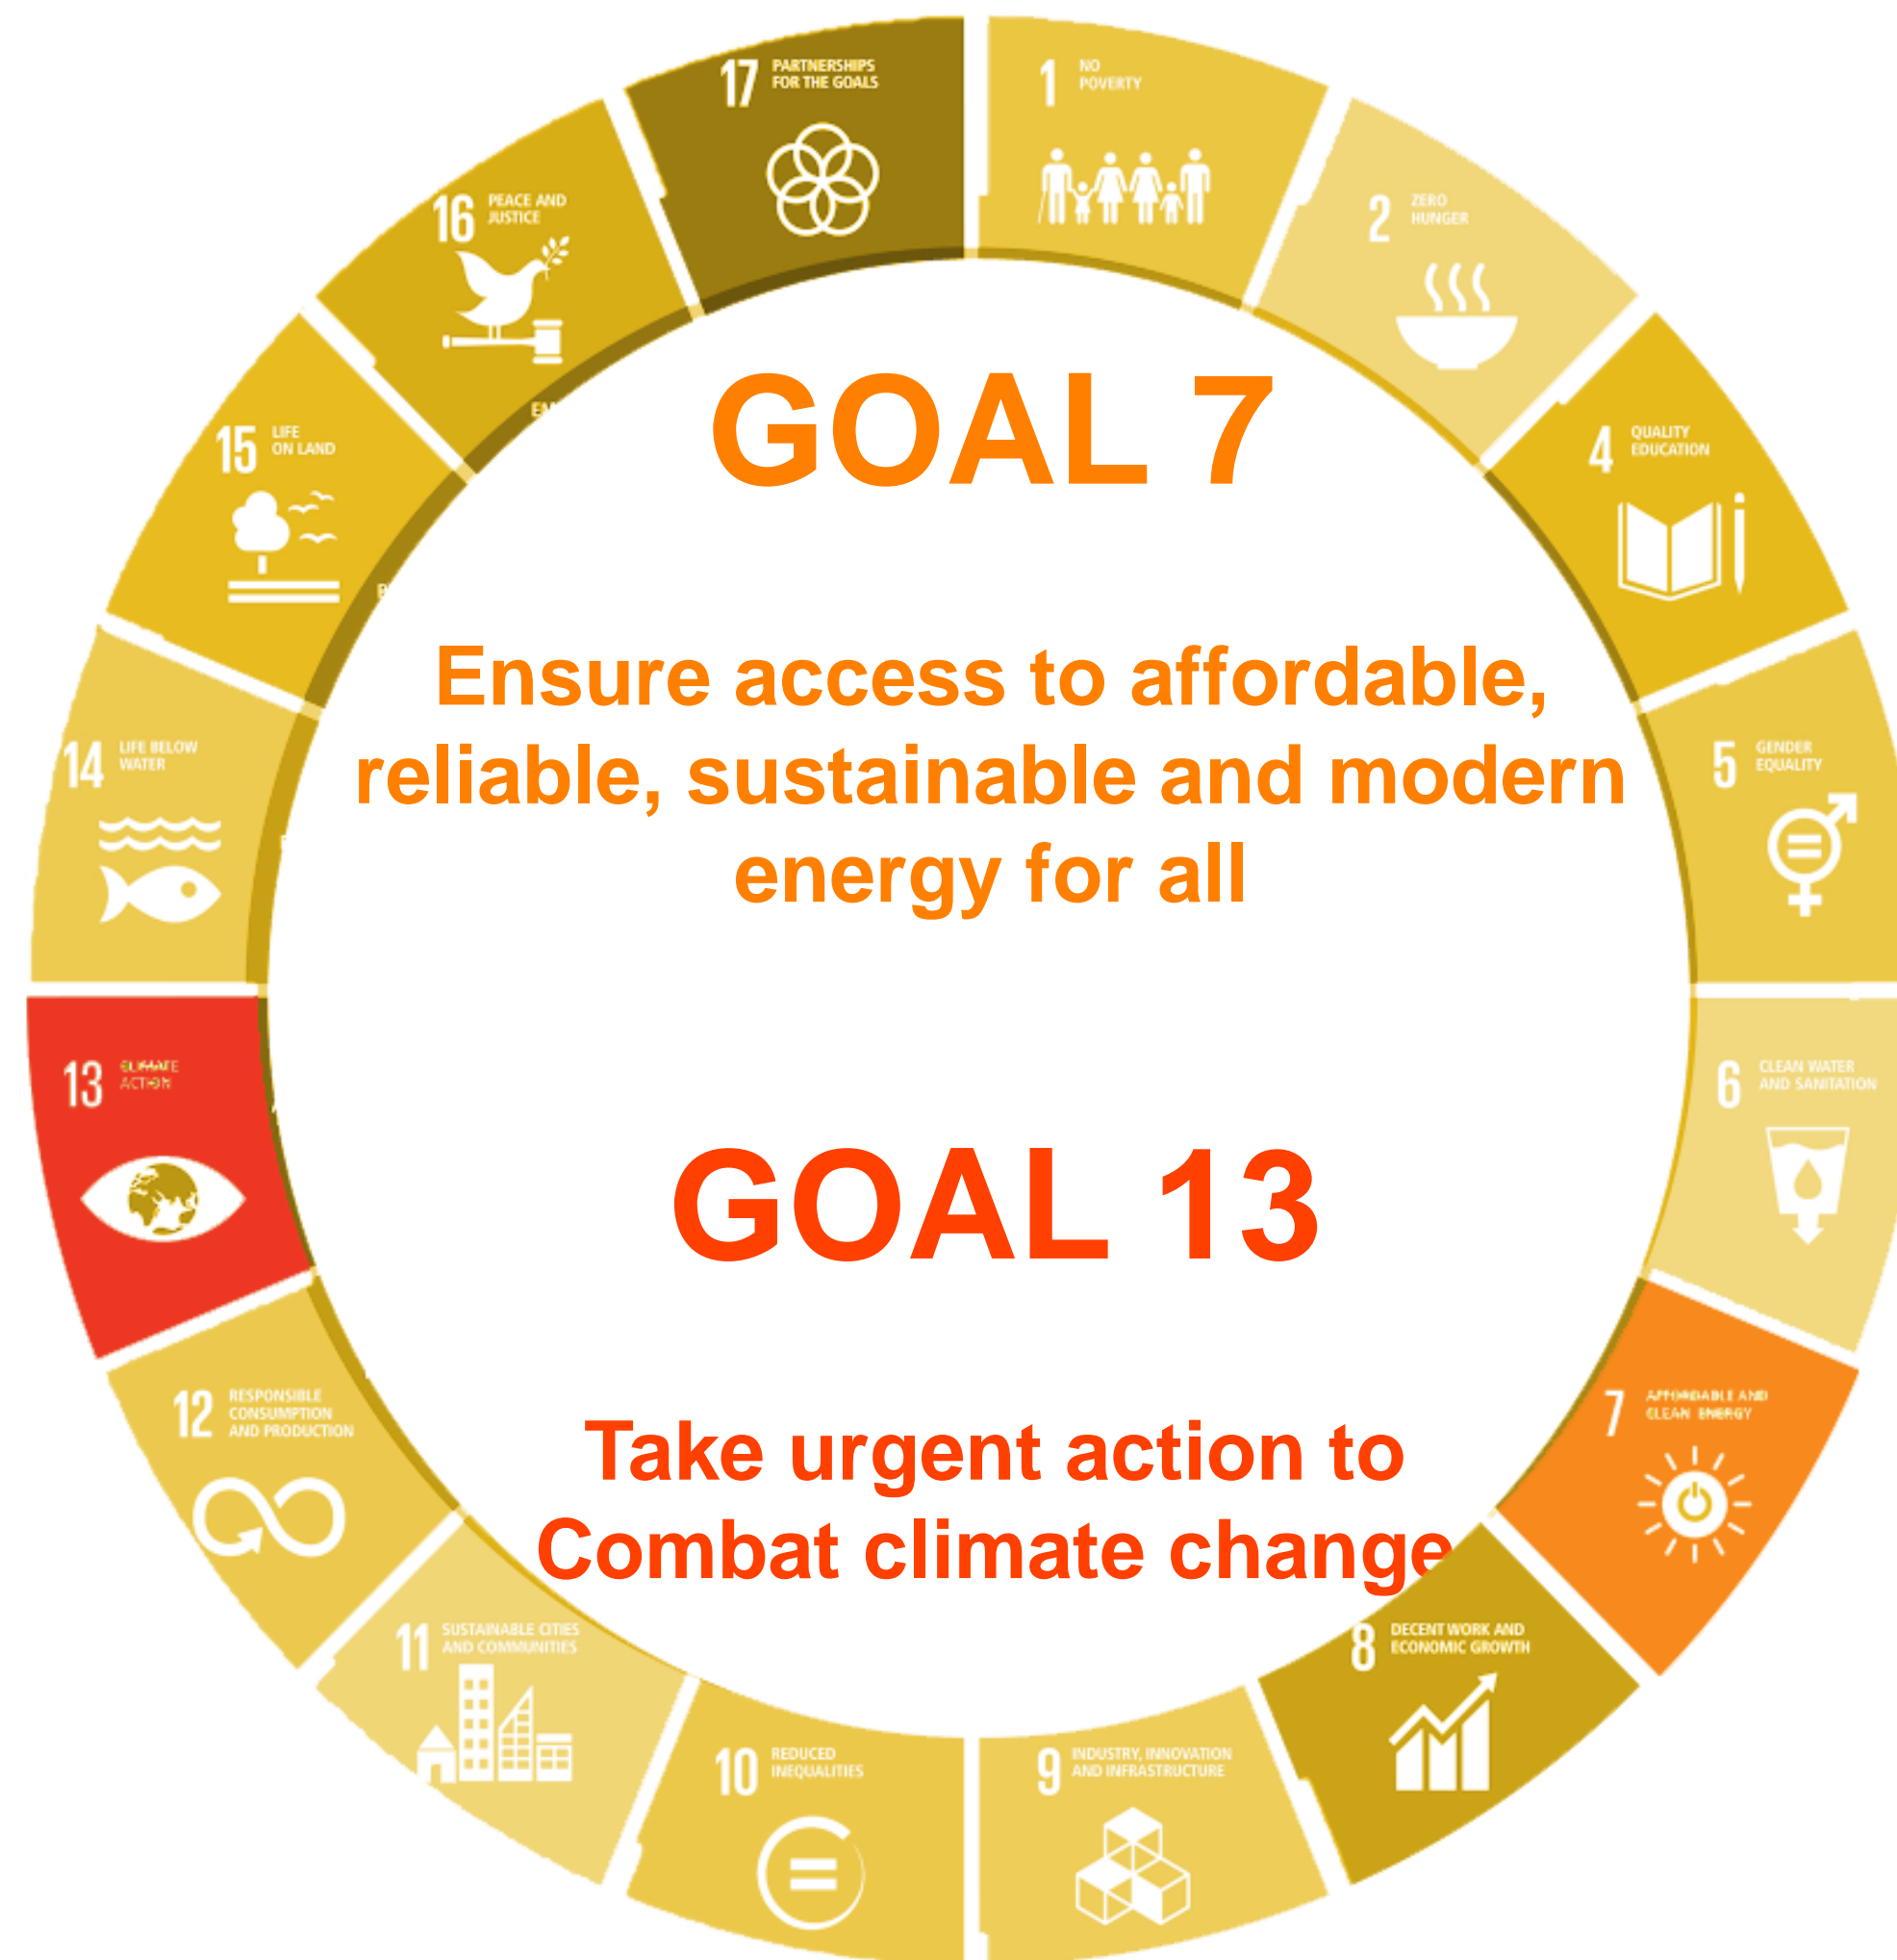 17 PARTNERSHIPS
FOR THE GOALS
1 NO
POVERTY
2 ZERO
HUNGER
4 QUALITY
EDUCATION
5 GENDER
EQUALITY
6 CLEAN WATER
AND SANITATION
7 AFFORDABLE AND
CLEAN ENERGY
8 DECENT WORK AND
ECONOMIC GROWTH
9 INDUSTRY, INNOVATION
AND INFRASTRUCTURE
10 REDUCED
INEQUALITIES
11 SUSTAINABLE CITIES
AND COMMUNITIES
12 RESPONSIBLE
CONSUMPTION
AND PRODUCTION
13 CLIMATE
ACTION
14 LIFE BELOW
WATER
15 LIFE
ON LAND
16 PEACE AND
JUSTICE
GOAL 7
Ensure access to affordable,
reliable, sustainable and modern
energy for all
GOAL 13
Take urgent action to
Combat climate change